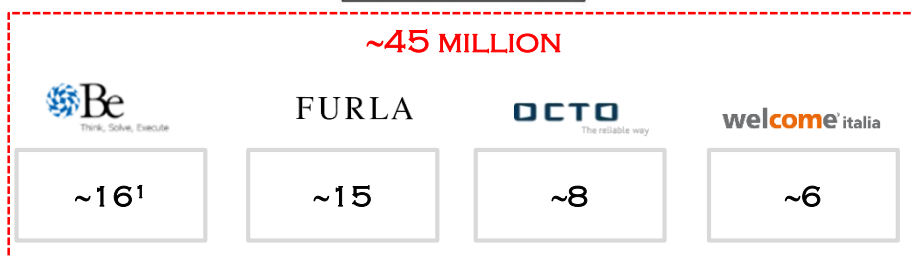 ~45 MILLION
Be
Think, Solve, Execute
FURLA
OCTO
The reliable way
welcome italia
~16¹
~15
~8
~6